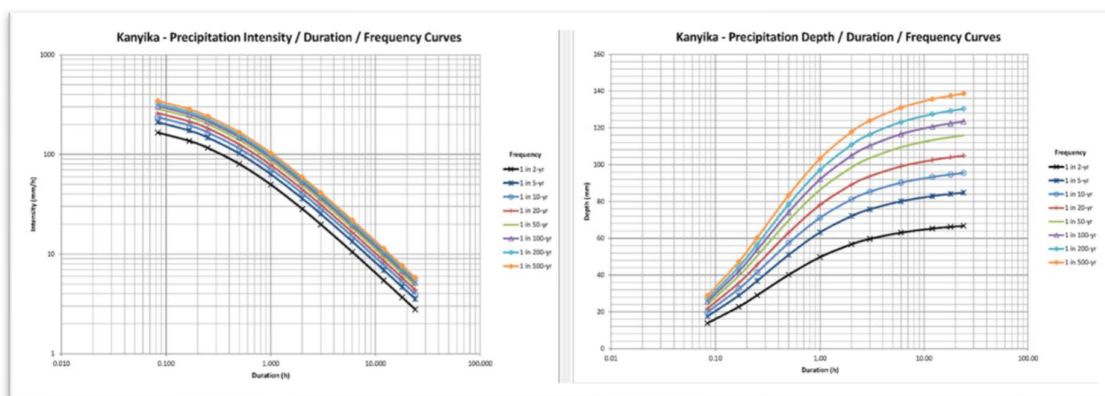 Kanyika - Precipitation Intensity / Duration / Frequency Curves
1000
100
10
1
0.010
0.100
1.000
10.000
100.000
Intensity (mm/h)
Duration (h)
Frequency
1 in 2-yr
1 in 5-yr
1 in 10-yr
1 in 20-yr
1 in 50-yr
1 in 100-yr
1 in 200-yr
1 in 500-yr
Kanyika - Precipitation Depth / Duration / Frequency Curves
160
140
120
100
80
60
40
20
0
0.01
0.10
1.00
10.00
100.00
Depth (mm)
Duration (h)
Frequency
1 in 2-yr
1 in 5-yr
1 in 10-yr
1 in 20-yr
1 in 50-yr
1 in 100-yr
1 in 200-yr
1 in 500-yr